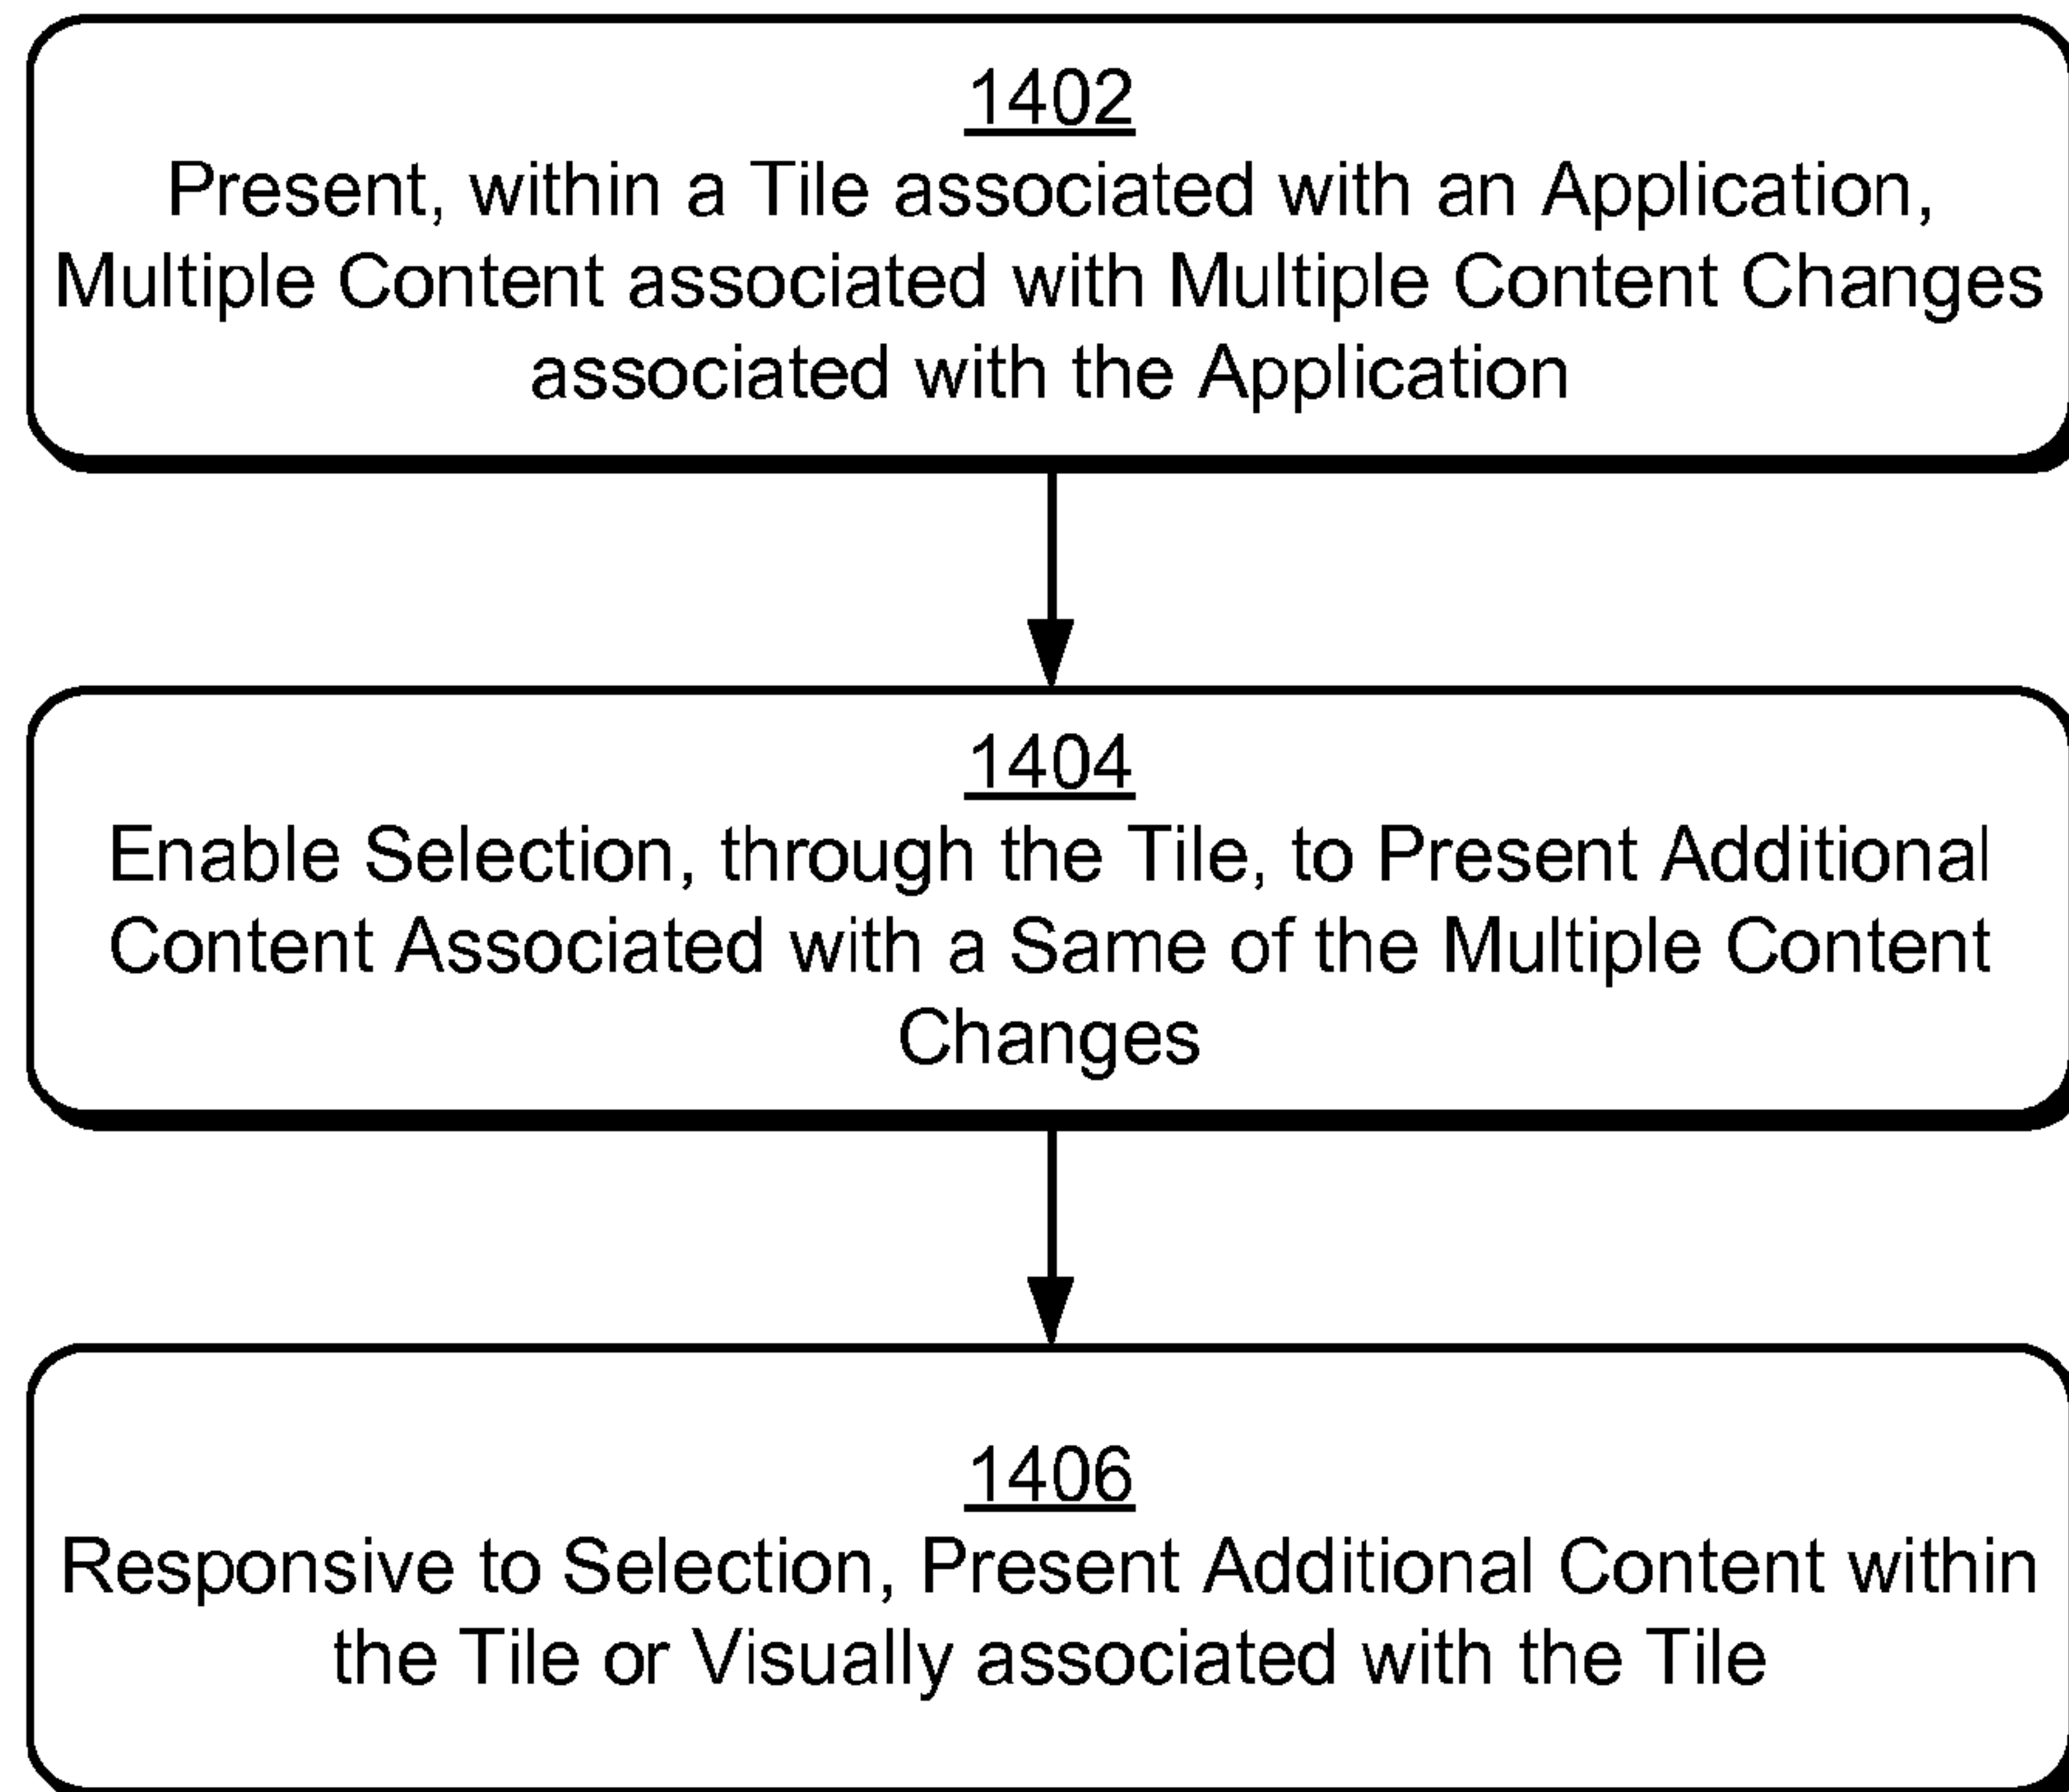 1402
Present, within a Tile associated with an Application,
Multiple Content associated with Multiple Content Changes
associated with the Application
1404
Enable Selection, through the Tile, to Present Additional
Content Associated with a Same of the Multiple Content
Changes
1406
Responsive to Selection, Present Additional Content within
the Tile or Visually associated with the Tile